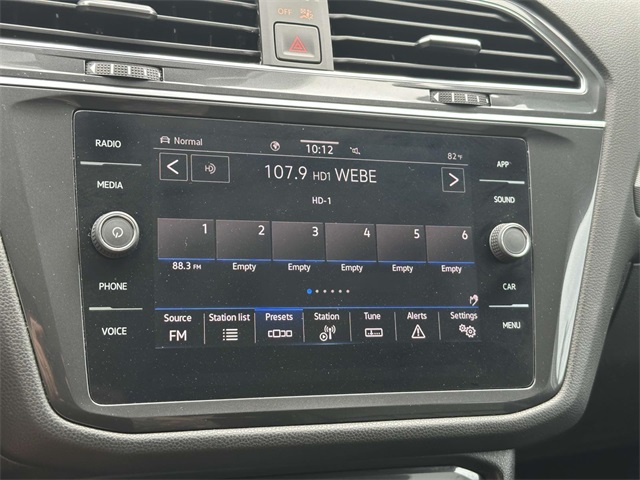 OFF
RADIO
MEDIA
PHONE
VOICE
Normal
10:12
82°F
HD
107.9 HD1 WEBE
HD-1
1 2 3 4 5 6
88.3 FM Empty Empty Empty Empty Empty
Source Station list Presets Station Tune Alerts Settings
FM
APP
SOUND
CAR
MENU